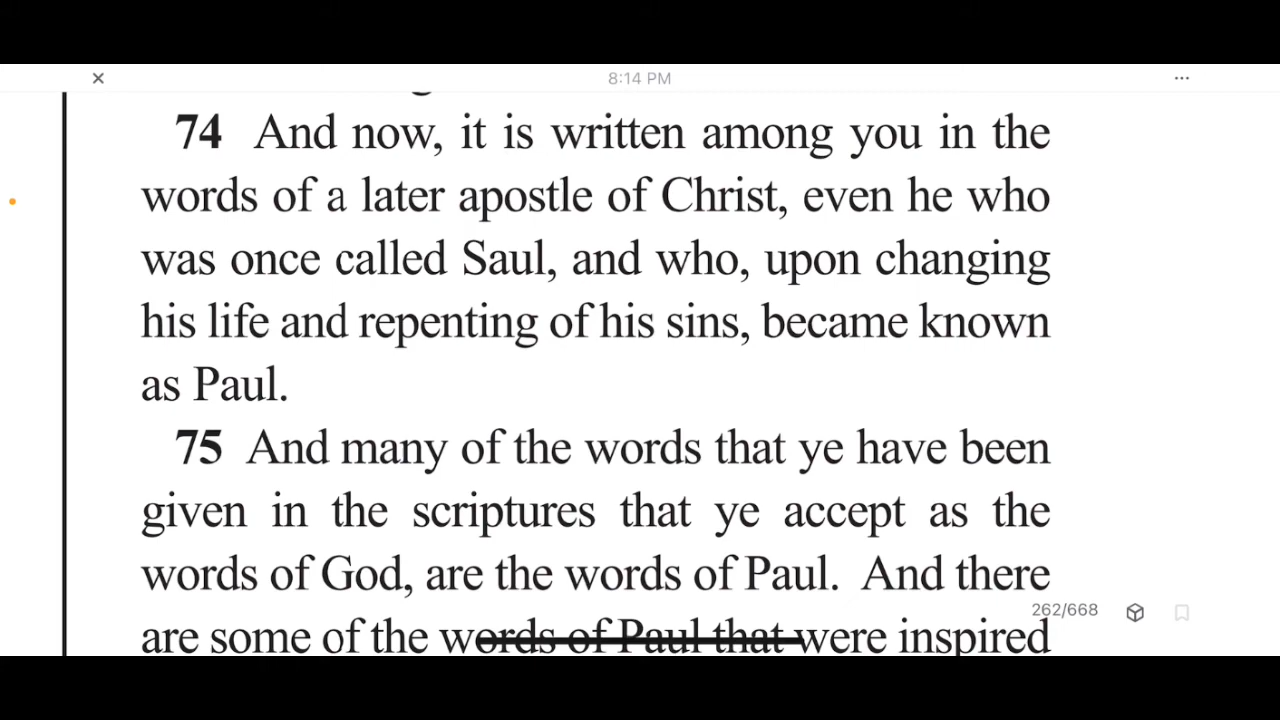 8:14 PM
74 And now, it is written among you in the
words of a later apostle of Christ, even he who
was once called Saul, and who, upon changing
his life and repenting of his sins, became known
as Paul.
75 And many of the words that ye have been
given in the scriptures that ye accept as the
words of God, are the words of Paul. And there
262/668
are some of the words of Paul that were inspired